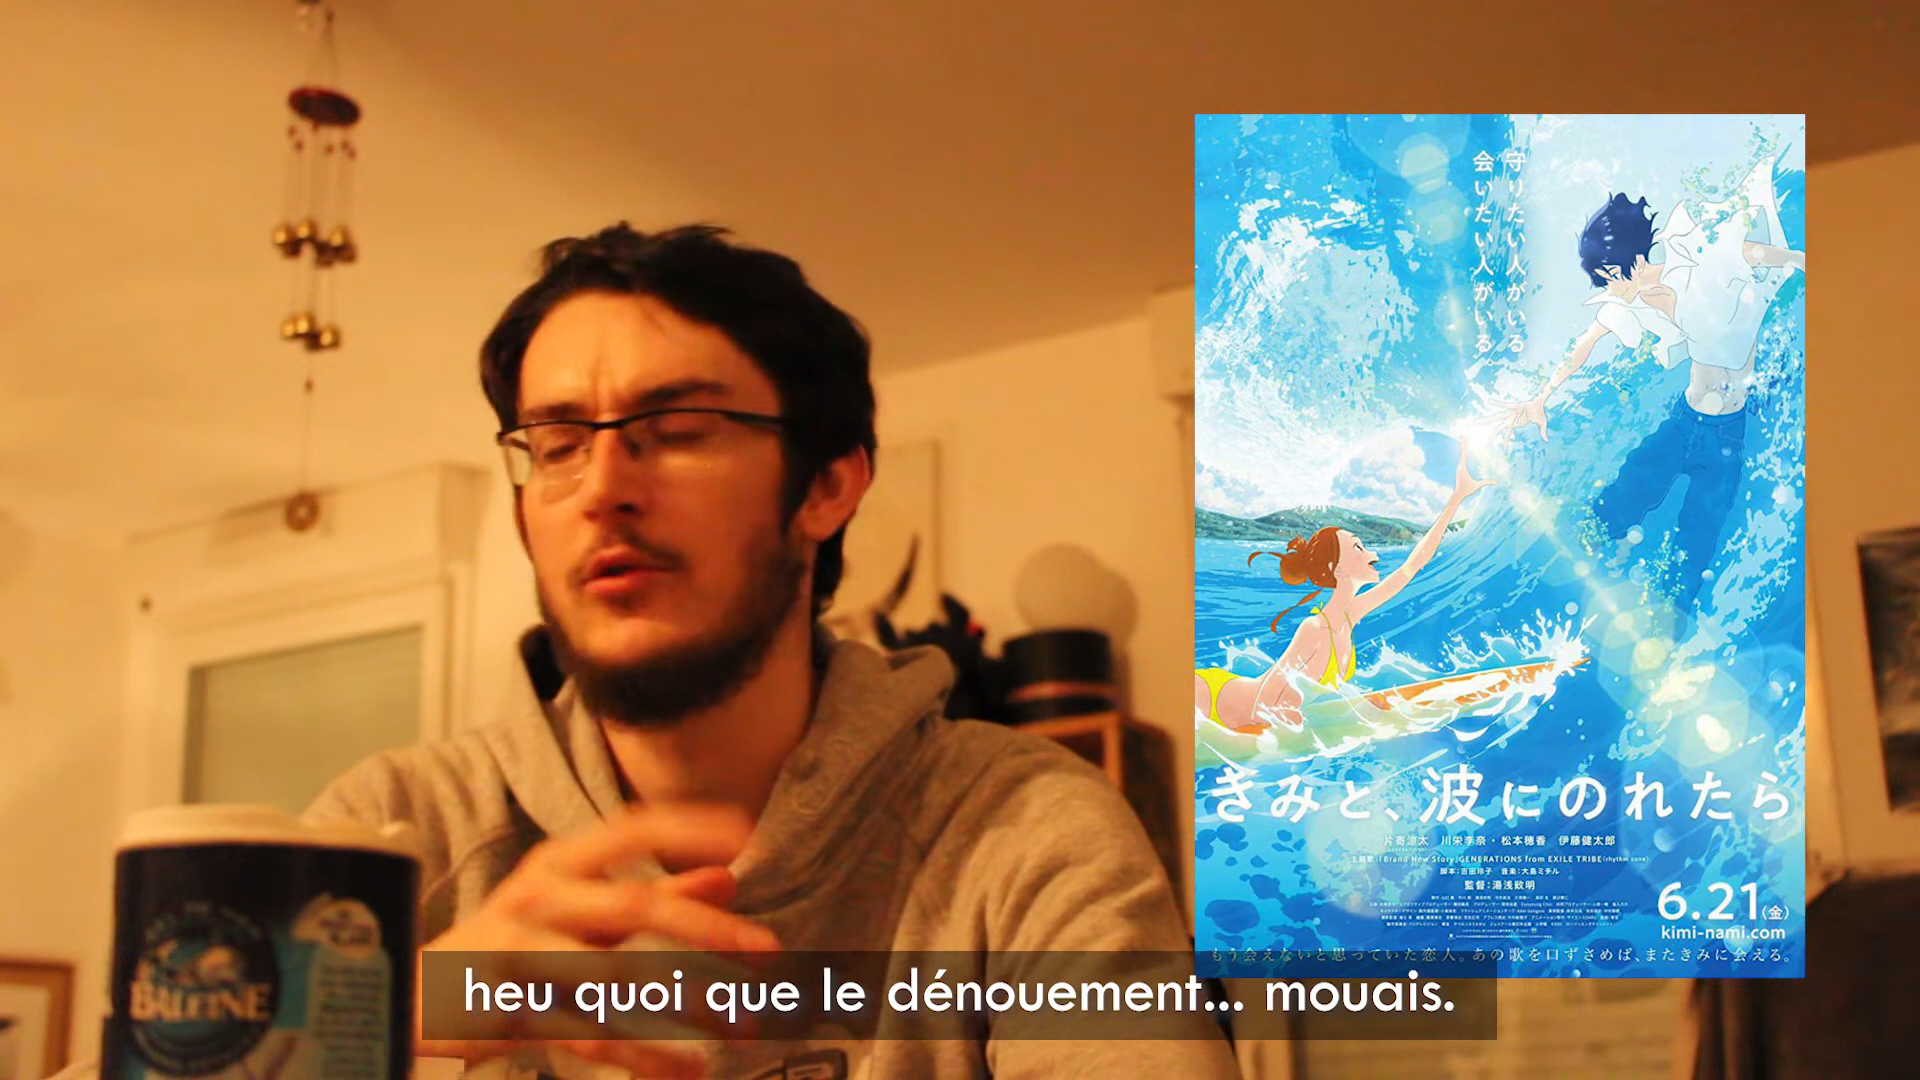 守りたい人がいる
会いたい人がいる。
きみと、波にのれたら
片寄涼太 川栄李奈・松本穂香 伊藤健太郎
主題歌:「Brand New Story」GENERATIONS from EXILE TRIBE(rhythm zone)
脚本:吉田玲子 音楽:大島ミチル
監督:湯浅政明
6.21(金)
kimi-nami.com
もう会えないと思っていた恋人。あの歌を口ずさめば、またきみに会える。
BALEINE
heu quoi que le dénouement... mouais.